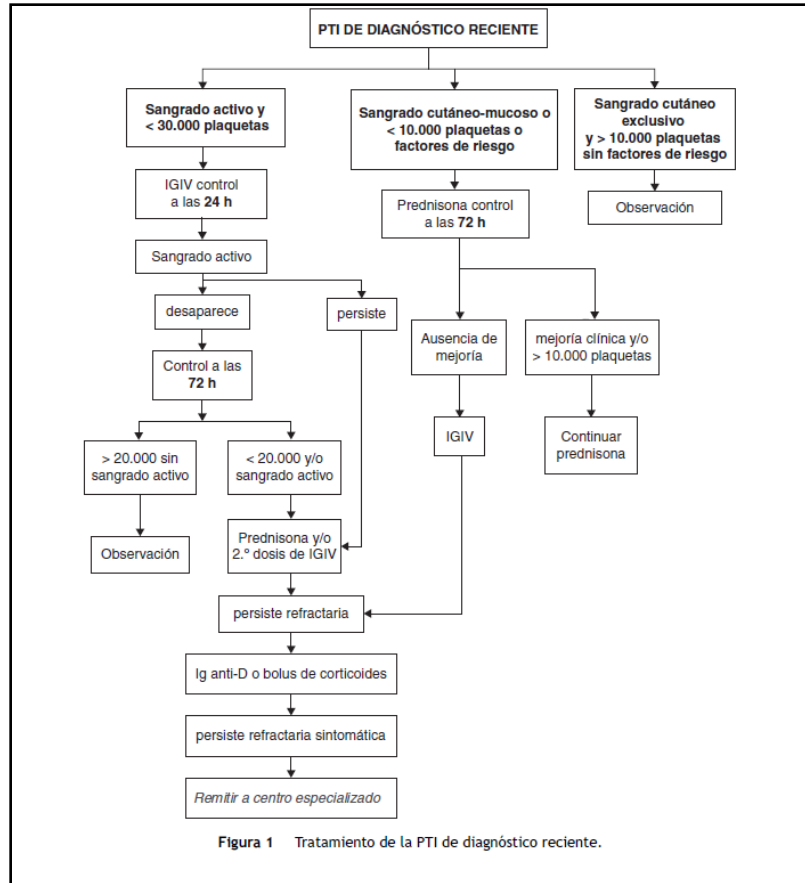 PTI DE DIAGNÓSTICO RECIENTE
Sangrado activo y
< 30.000 plaquetas
Sangrado cutáneo-mucoso o
< 10.000 plaquetas o
factores de riesgo
Sangrado cutáneo
exclusivo
y > 10.000 plaquetas
sin factores de riesgo
IGIV control
a las 24 h
Prednisona control
a las 72 h
Observación
Sangrado activo
desaparece
persiste
Ausencia de
mejoría
mejoría clínica y/o
> 10.000 plaquetas
Control a las
72 h
IGIV
Continuar
prednisona
> 20.000 sin
sangrado activo
< 20.000 y/o
sangrado activo
Observación
Prednisona y/o
2.º dosis de IGIV
persiste refractaria
Ig anti-D o bolus de corticoides
persiste refractaria sintomática
Remitir a centro especializado
Figura 1 Tratamiento de la PTI de diagnóstico reciente.